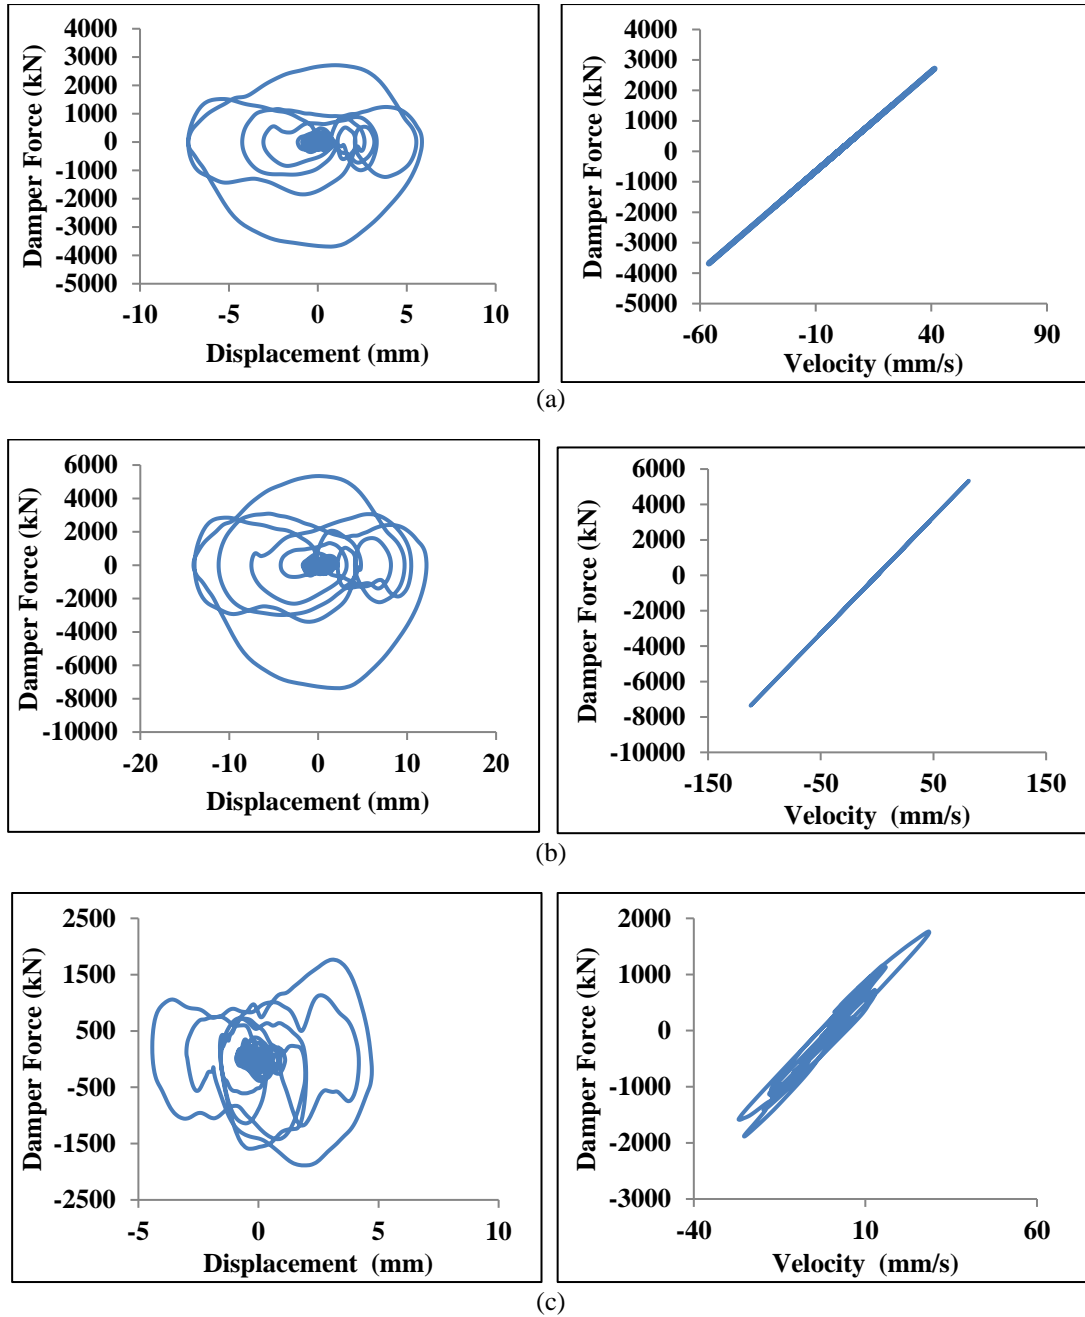 4000
3000
2000
1000
0
-1000
-2000
-3000
-4000
-5000
Damper Force (kN)
-10 -5 0 5 10
Displacement (mm)
4000
3000
2000
1000
0
-1000
-2000
-3000
-4000
-5000
Damper Force (kN)
-60 -10 40 90
Velocity (mm/s)
(a)
6000
4000
2000
0
-2000
-4000
-6000
-8000
-10000
Damper Force (kN)
-20 -10 0 10 20
Displacement (mm)
6000
4000
2000
0
-2000
-4000
-6000
-8000
-10000
Damper Force (kN)
-150 -50 50 150
Velocity (mm/s)
(b)
2500
1500
500
-500
-1500
-2500
Damper Force (kN)
-5 0 5 10
Displacement (mm)
2000
1000
0
-1000
-2000
-3000
Damper Force (kN)
-40 10 60
Velocity (mm/s)
(c)